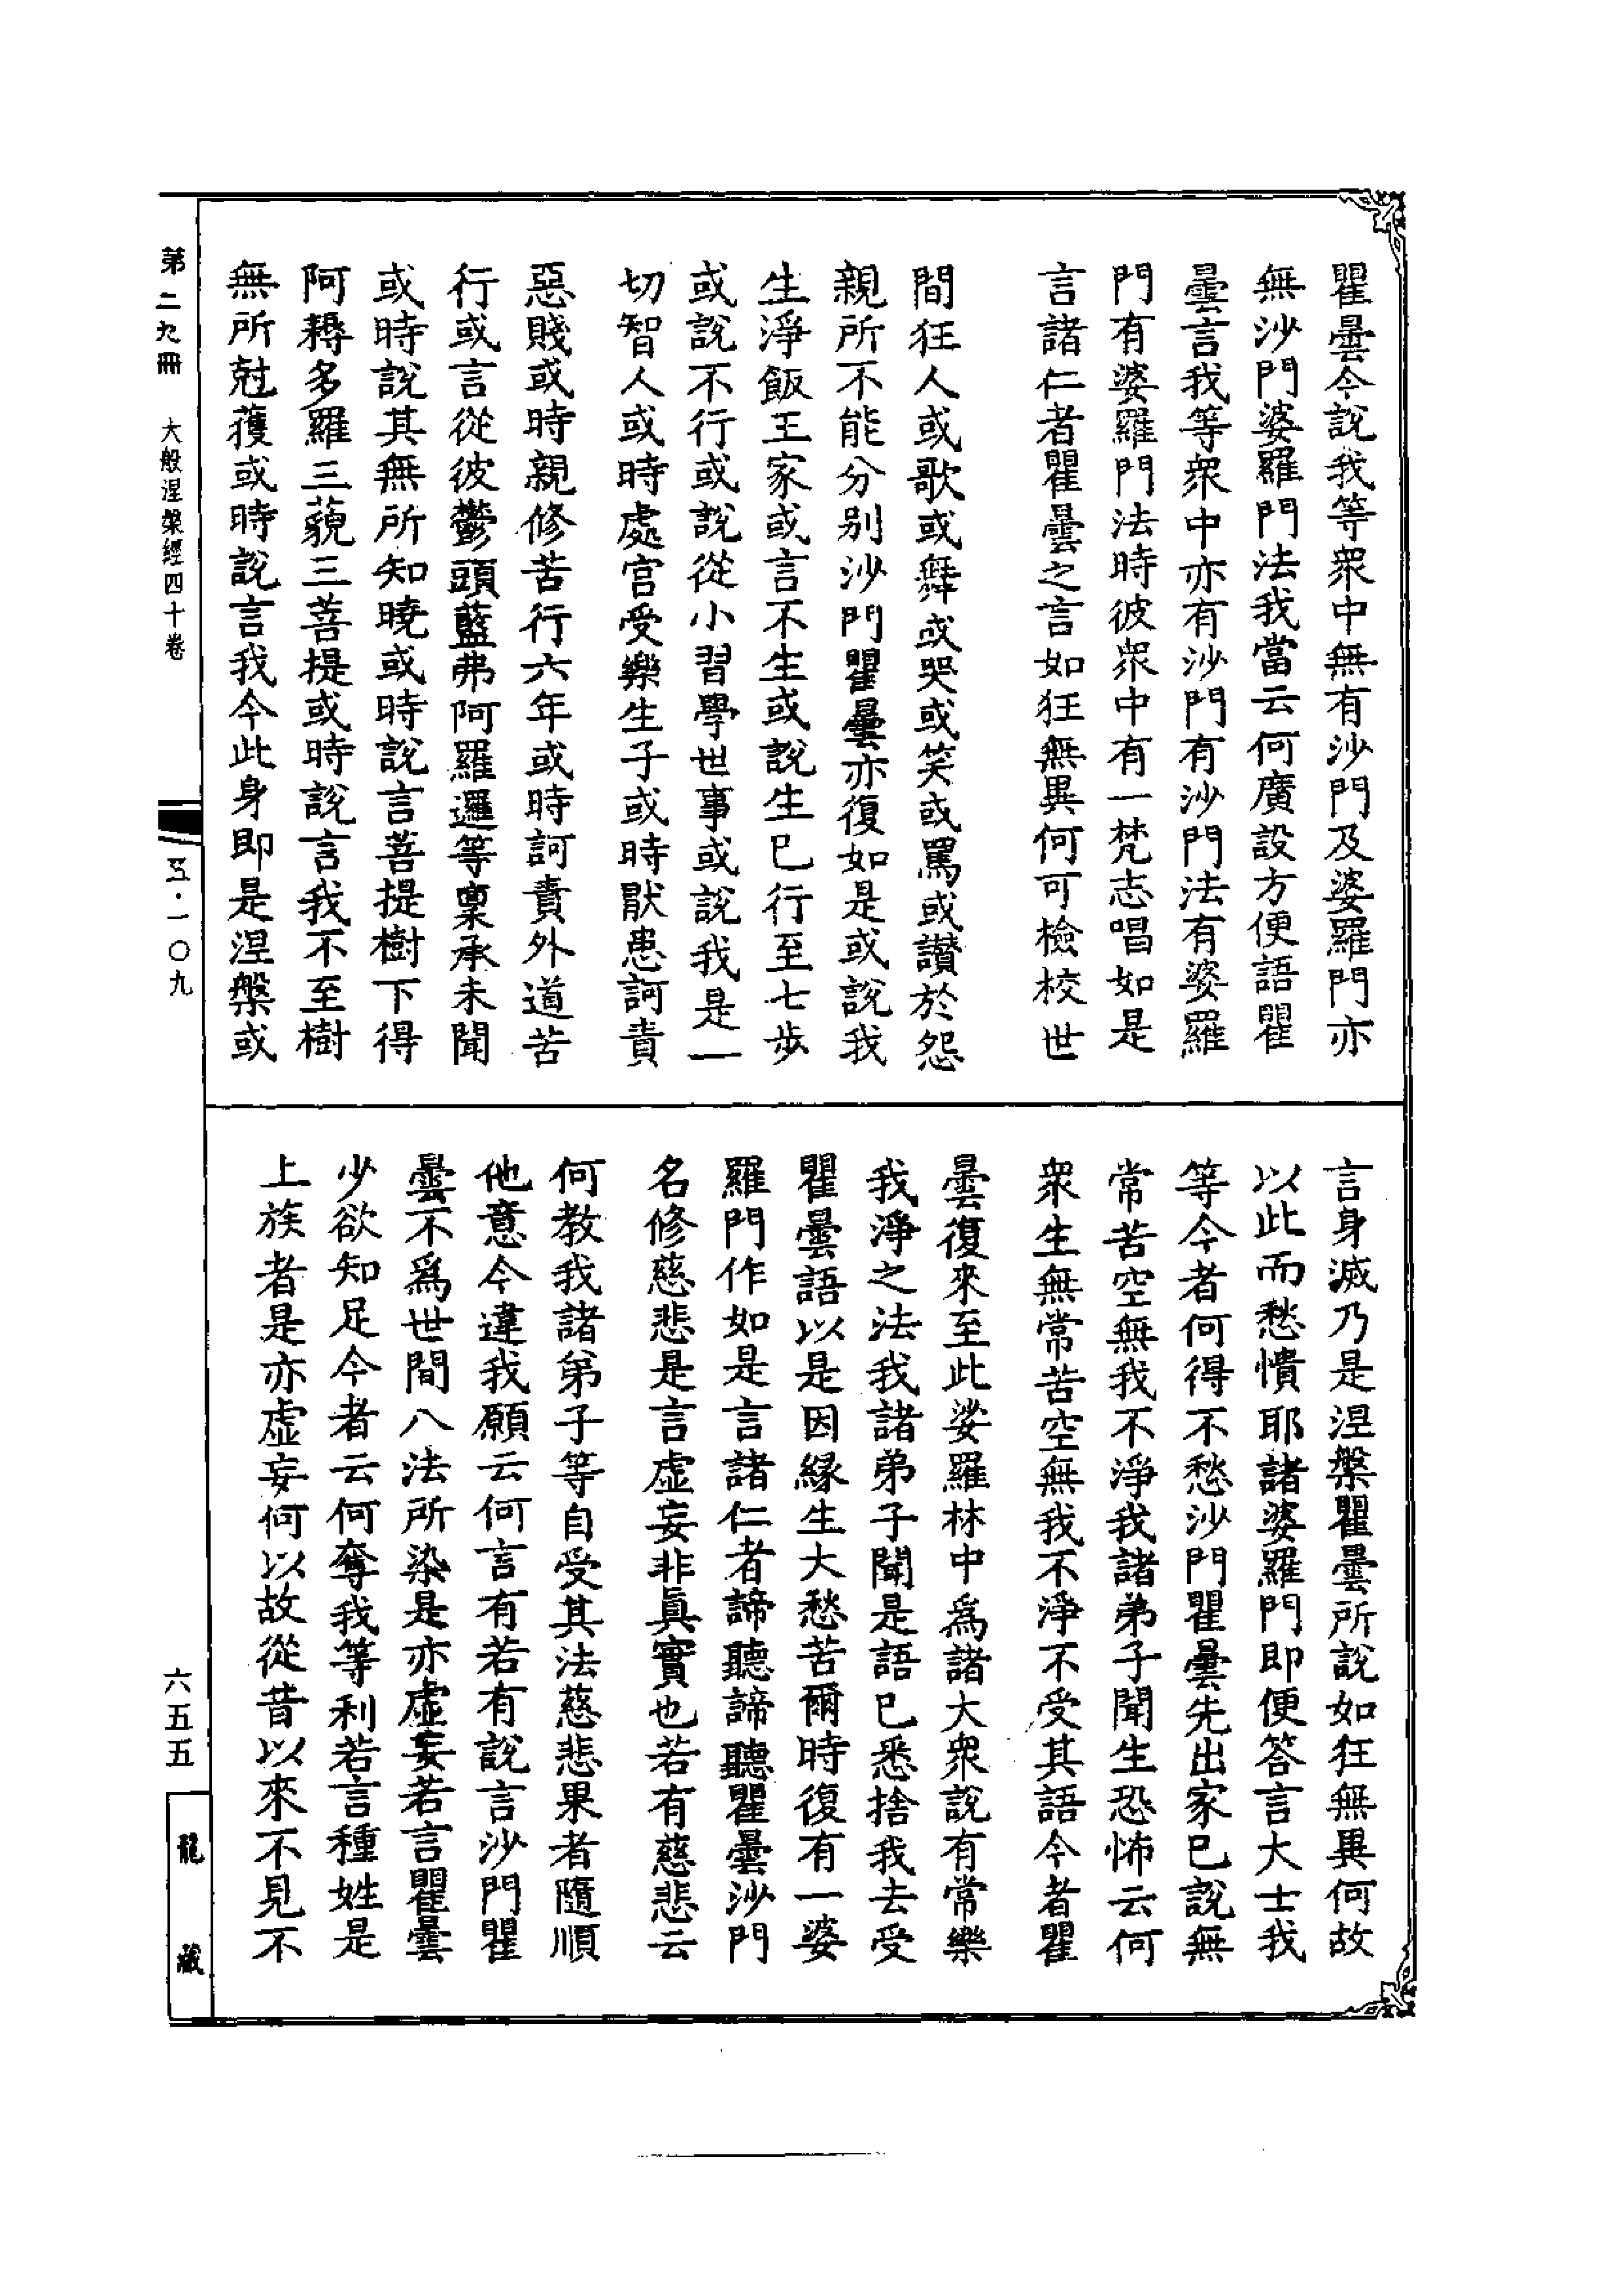 瞿曇今說我等衆中無有沙門及婆羅門亦
無沙門婆羅門法我當云何廣設方便語瞿
曇言我等衆中亦有沙門有沙門法有婆羅
門有婆羅門法時彼衆中有一梵志唱如是
言諸仁者瞿曇之言如狂無異何可檢校世
間狂人或歌或舞或哭或笑或罵或讃於怨
親所不能分别沙門瞿曇亦復如是或說我
生淨飯王家或言不生或說生已行至七步
或說不行或說從小習學世事或說我是一
切智人或時處宮受樂生子或時猒患訶責
惡賤或時親修苦行六年或時訶責外道苦
行或言從彼鬱頭藍弗阿羅邏等稟承未聞
或時說其無所知曉或時說言菩提樹下得
阿耨多羅三藐三菩提或時說言我不至樹
無所尅獲或時說言我今此身即是涅槃或
言身滅乃是涅槃瞿曇所說如狂無異何故
以此而愁憒耶諸婆羅門即便答言大士我
等今者何得不愁沙門瞿曇先出家已說無
常苦空無我不淨我諸弟子聞生恐怖云何
衆生無常苦空無我不淨不受其語今者瞿
曇復來至此娑羅林中爲諸大衆說有常樂
我淨之法我諸弟子聞是語已悉捨我去受
瞿曇語以是因緣生大愁苦爾時復有一婆
羅門作如是言諸仁者諦聽諦聽瞿曇沙門
名修慈悲是言虛妄非眞實也若有慈悲云
何教我諸弟子等自受其法慈悲果者隨順
他意今違我願云何言有若有說言沙門瞿
曇不爲世間八法所染是亦虛妄若言瞿曇
少欲知足今者云何奪我等利若言種姓是
上族者是亦虛妄何以故從昔以來不見不
第二九冊 大般涅槃經四十卷
五·一〇九
六五五
龍藏